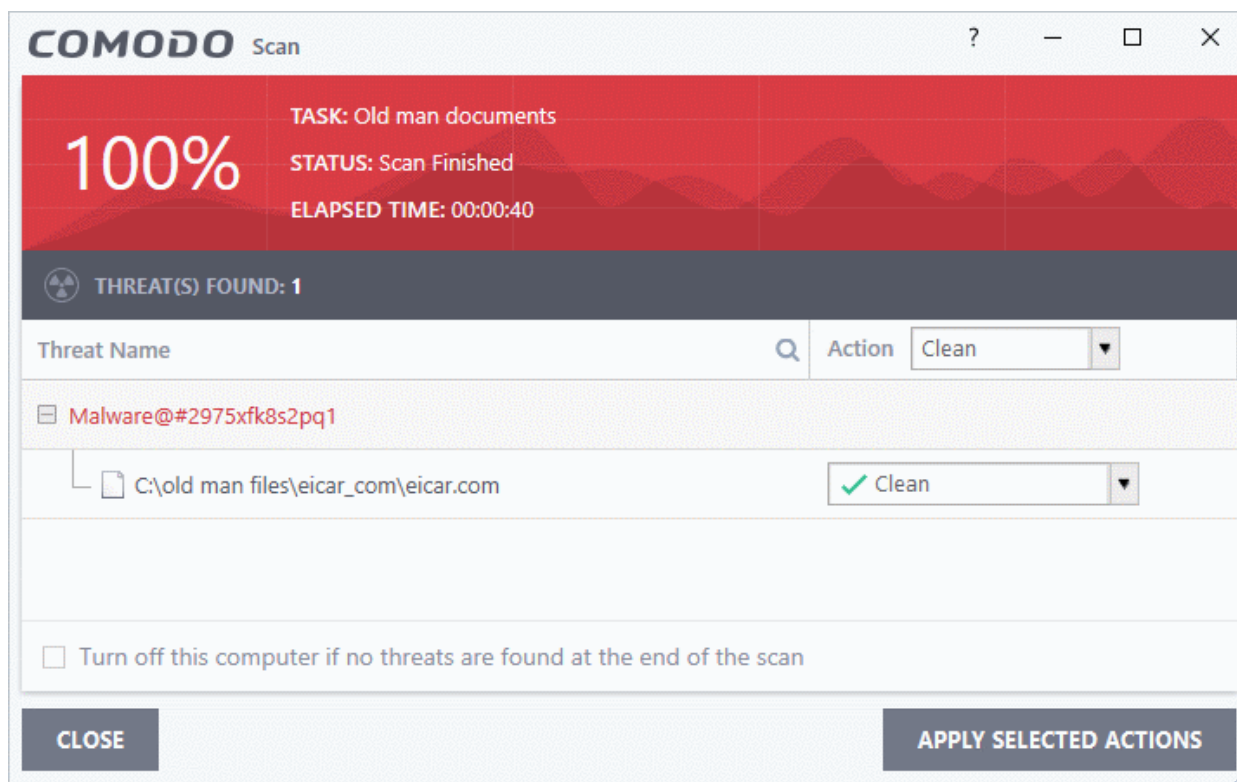 COMODO Scan ?
100%
TASK: Old man documents
STATUS: Scan Finished
ELAPSED TIME: 00:00:40
THREAT(S) FOUND: 1
Threat Name Action Clean
Malware@#2975xfk8s2pq1
C:\old man files\eicar_com\eicar.com Clean
Turn off this computer if no threats are found at the end of the scan
CLOSE APPLY SELECTED ACTIONS